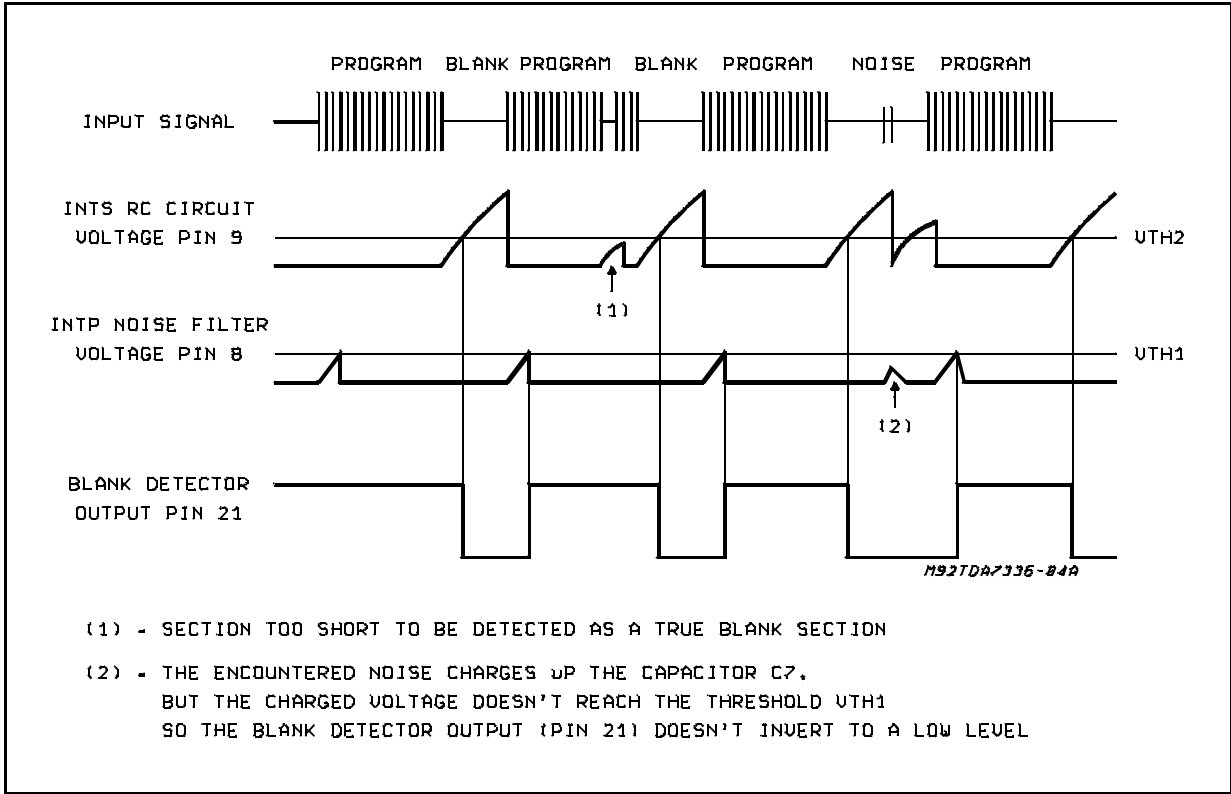 PROGRAM BLANK PROGRAM BLANK PROGRAM NOISE PROGRAM
INPUT SIGNAL
INTS RC CIRCUIT
VOLTAGE PIN 9
VTH2
(1)
INTP NOISE FILTER
VOLTAGE PIN 8
VTH1
(2)
BLANK DETECTOR
OUTPUT PIN 21
M92TDA7336-84A
(1) - SECTION TOO SHORT TO BE DETECTED AS A TRUE BLANK SECTION
(2) - THE ENCOUNTERED NOISE CHARGES UP THE CAPACITOR C7.
BUT THE CHARGED VOLTAGE DOESN'T REACH THE THRESHOLD VTH1
SO THE BLANK DETECTOR OUTPUT (PIN 21) DOESN'T INVERT TO A LOW LEVEL